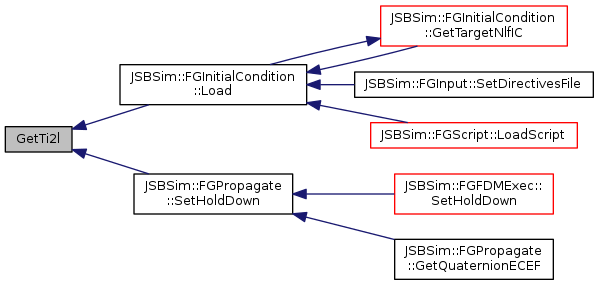 JSBSim::FGInitialCondition
::GetTargetNlfIC
JSBSim::FGInitialCondition
::Load
JSBSim::FGInput::SetDirectivesFile
JSBSim::FGScript::LoadScript
GetTi2l
JSBSim::FGPropagate
::SetHoldDown
JSBSim::FGFDMExec::
SetHoldDown
JSBSim::FGPropagate
::GetQuaternionECEF